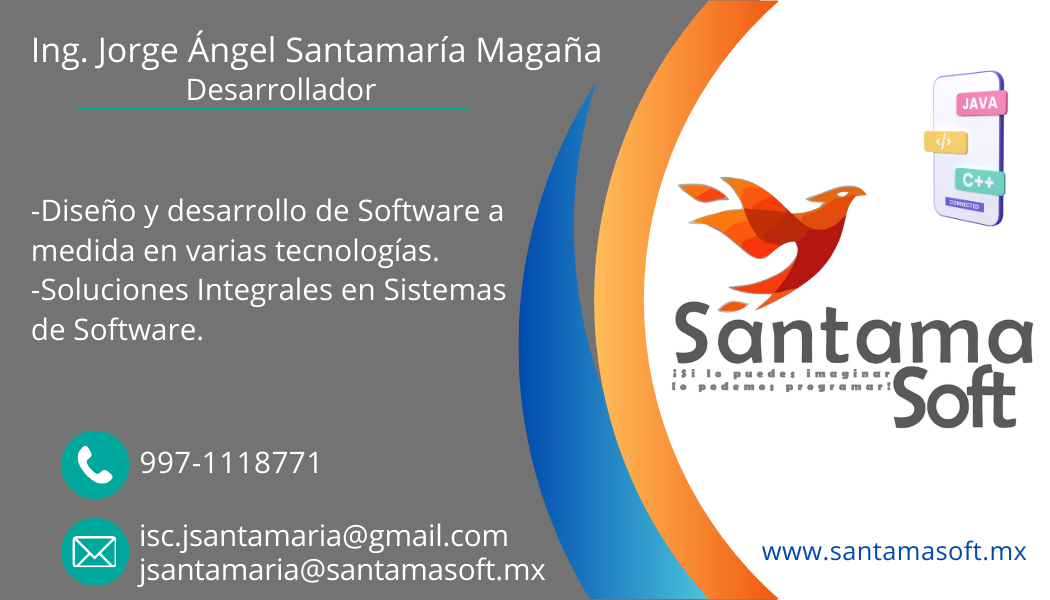 Ing. Jorge Ángel Santamaría Magaña
Desarrollador
-Diseño y desarrollo de Software a
medida en varias tecnologías.
-Soluciones Integrales en Sistemas
de Software.
997-1118771
isc.jsantamaria@gmail.com
jsantamaria@santamasoft.mx
JAVA
</>
C++
CONNECTED
Santama
¡Si lo puedes imaginar
lo podemos programar!
Soft
www.santamasoft.mx